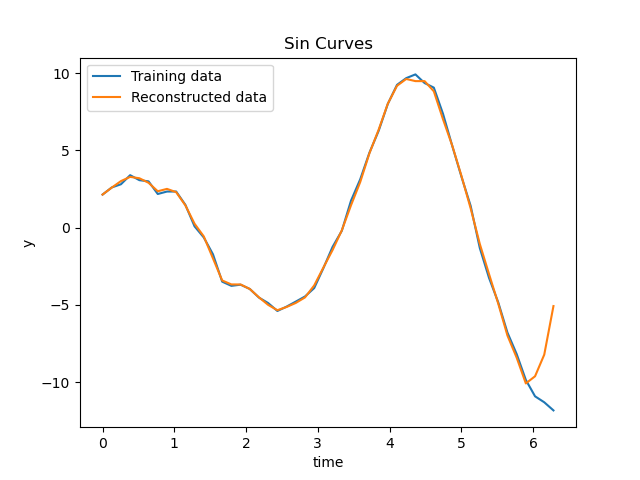 Sin Curves
Training data
Reconstructed data
10
5
0
−5
−10
y
0 1 2 3 4 5 6
time